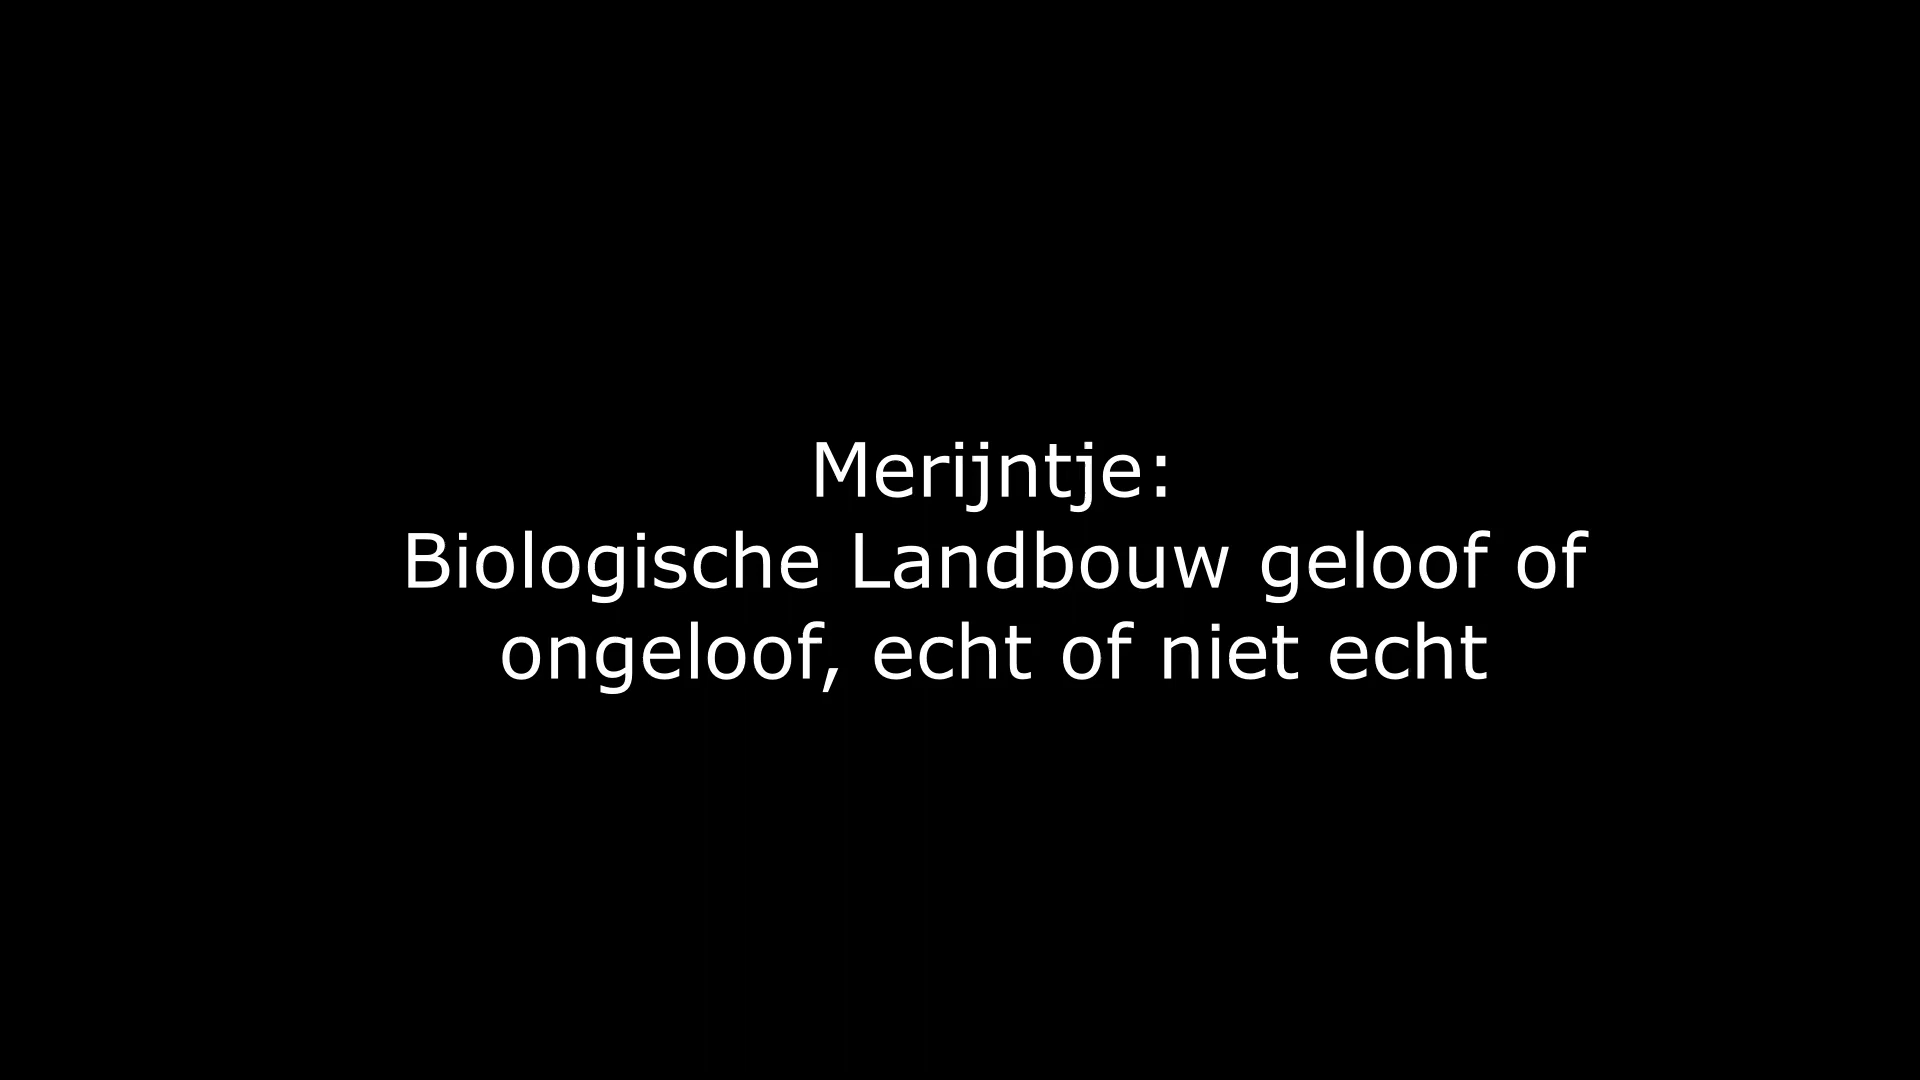 Merijntje:
Biologische Landbouw geloof of
ongeloof, echt of niet echt